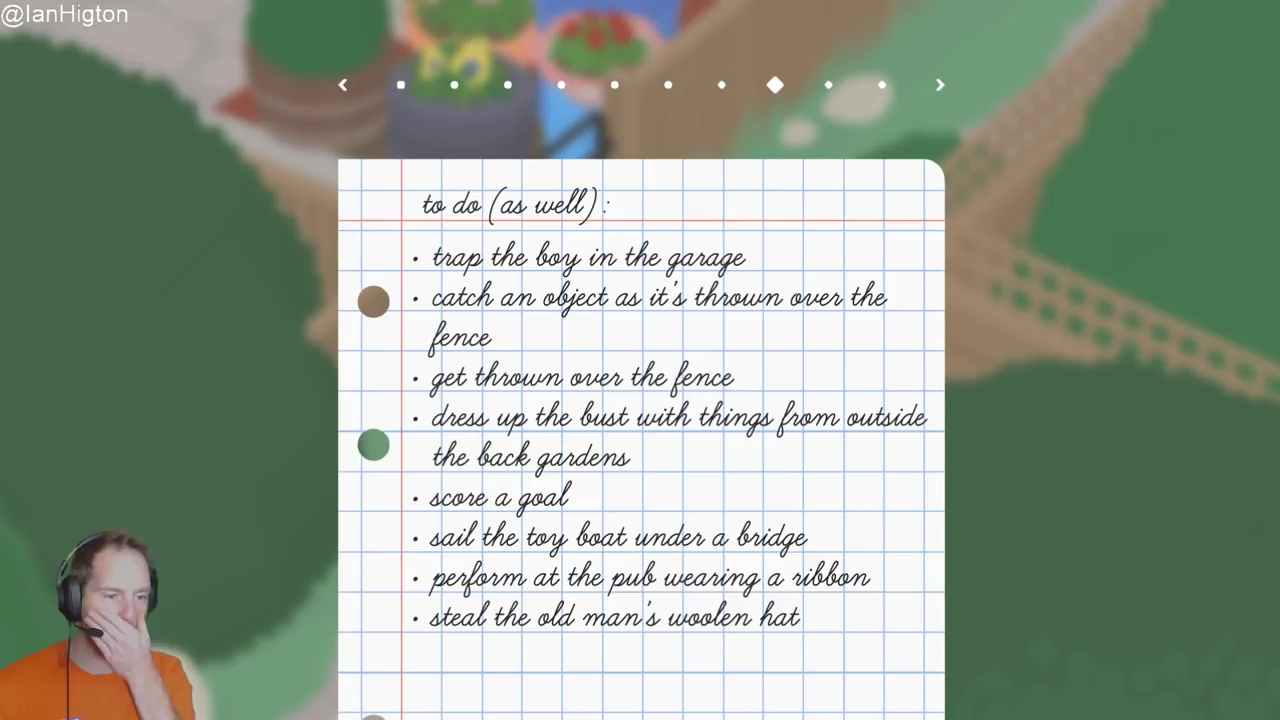 @IanHigton
to do (as well):
• trap the boy in the garage
• catch an object as it's thrown over the
fence
• get thrown over the fence
• dress up the bust with things from outside
the back gardens
• score a goal
• sail the toy boat under a bridge
• perform at the pub wearing a ribbon
• steal the old man's woolen hat